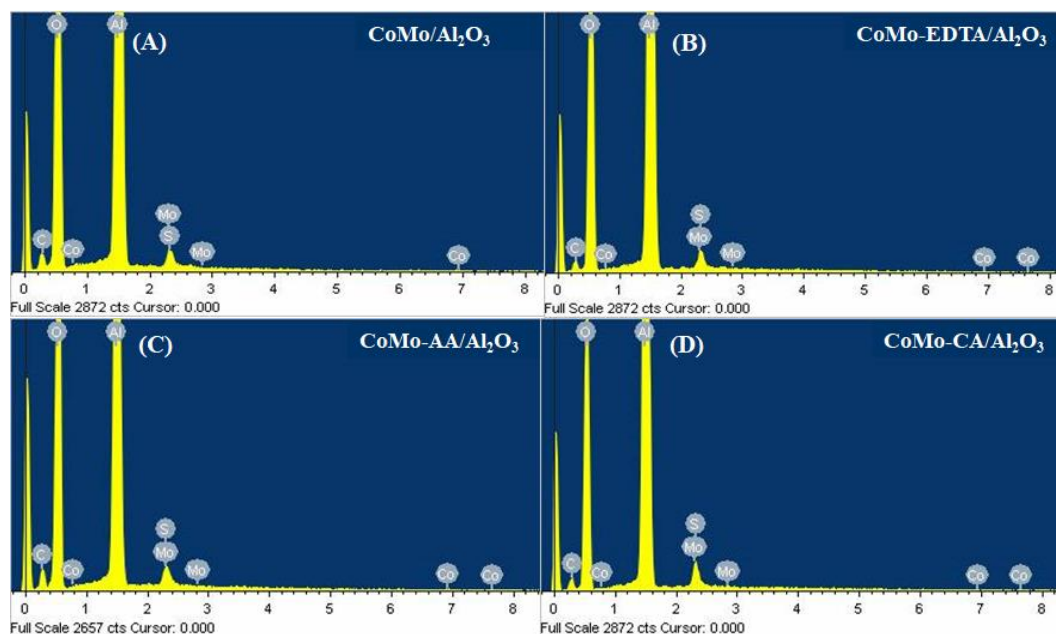 O Al (A) CoMo/Al₂O₃
Mo
C Co S Mo Co
0 1 2 3 4 5 6 7 8
Full Scale 2872 cts Cursor: 0.000
O Al (B) CoMo-EDTA/Al₂O₃
S
C Co Mo Mo Co Co
0 1 2 3 4 5 6 7 8
Full Scale 2872 cts Cursor: 0.000
O Al (C) CoMo-AA/Al₂O₃
S
C Co Mo Mo Co Co
0 1 2 3 4 5 6 7 8
Full Scale 2657 cts Cursor: 0.000
O Al (D) CoMo-CA/Al₂O₃
S
C Co Mo Mo Co Co
0 1 2 3 4 5 6 7 8
Full Scale 2872 cts Cursor: 0.000